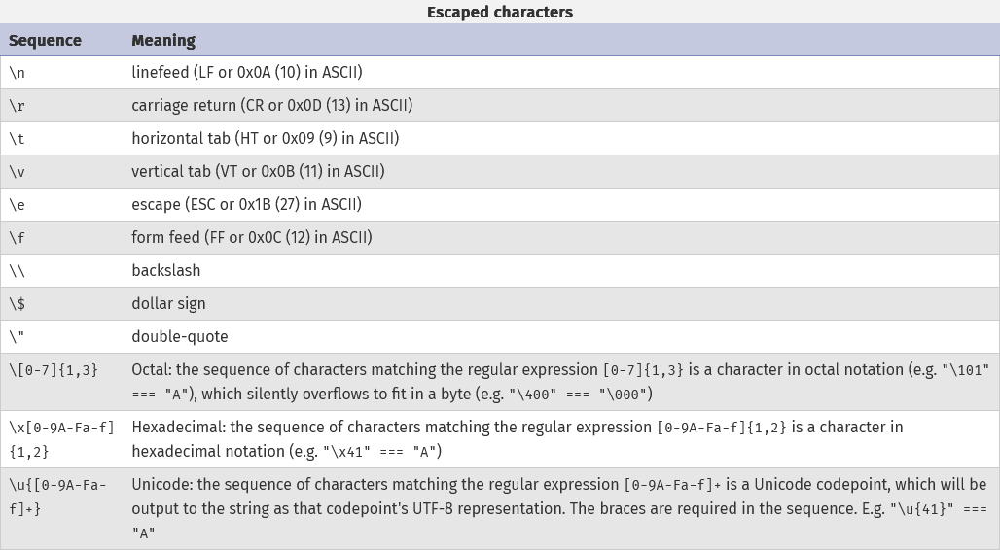 Escaped characters
Sequence Meaning
\n linefeed (LF or 0x0A (10) in ASCII)
\r carriage return (CR or 0x0D (13) in ASCII)
\t horizontal tab (HT or 0x09 (9) in ASCII)
\v vertical tab (VT or 0x0B (11) in ASCII)
\e escape (ESC or 0x1B (27) in ASCII)
\f form feed (FF or 0x0C (12) in ASCII)
\\ backslash
\$ dollar sign
\" double-quote
\[0-7]{1,3} Octal: the sequence of characters matching the regular expression [0-7]{1,3} is a character in octal notation (e.g. "\101"
=== "A"), which silently overflows to fit in a byte (e.g. "\400" === "\000")
\x[0-9A-Fa-f] Hexadecimal: the sequence of characters matching the regular expression [0-9A-Fa-f]{1,2} is a character in
{1,2} hexadecimal notation (e.g. "\x41" === "A")
\u{[0-9A-Fa- Unicode: the sequence of characters matching the regular expression [0-9A-Fa-f]+ is a Unicode codepoint, which will be
f]+} output to the string as that codepoint's UTF-8 representation. The braces are required in the sequence. E.g. "\u{41}" ===
"A"